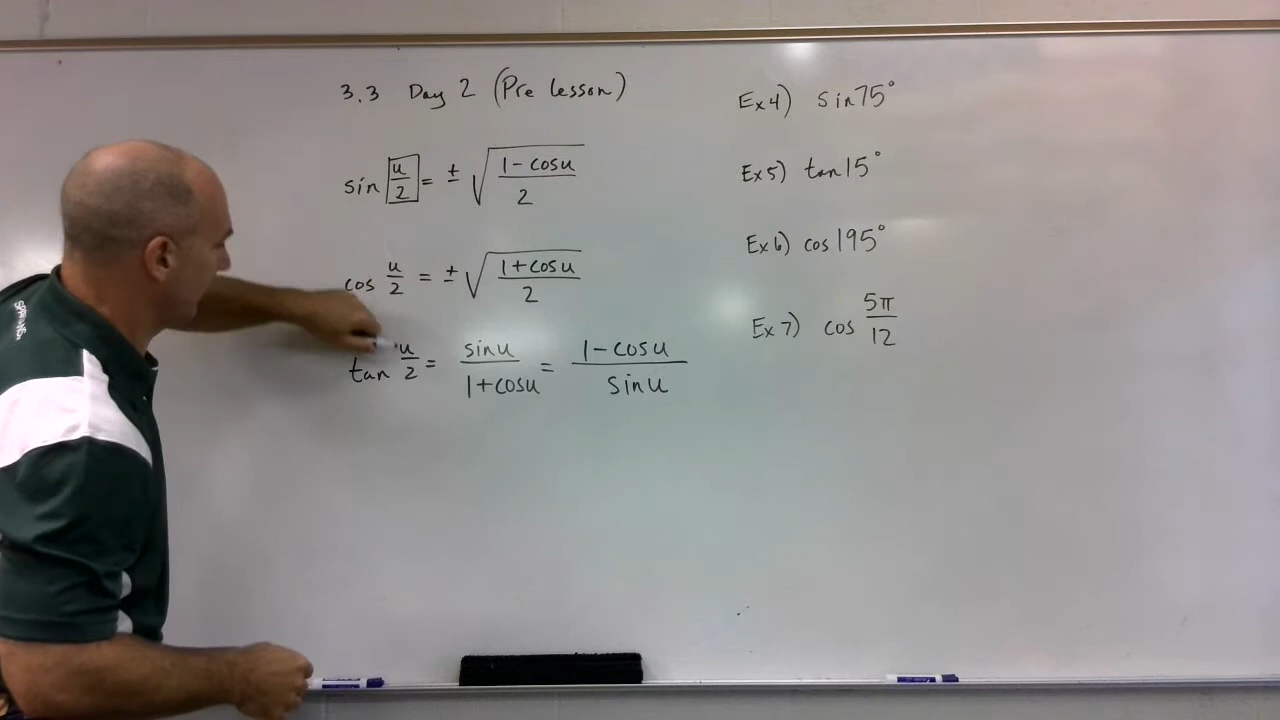 3.3 Day 2 (Pre lesson)
sin u/2 = ± √((1-cosu)/2)
cos u/2 = ± √((1+cosu)/2)
tan u/2 = sinu/(1+cosu) = (1-cosu)/sinu
Ex4) sin75°
Ex5) tan15°
Ex6) cos195°
Ex7) cos 5π/12